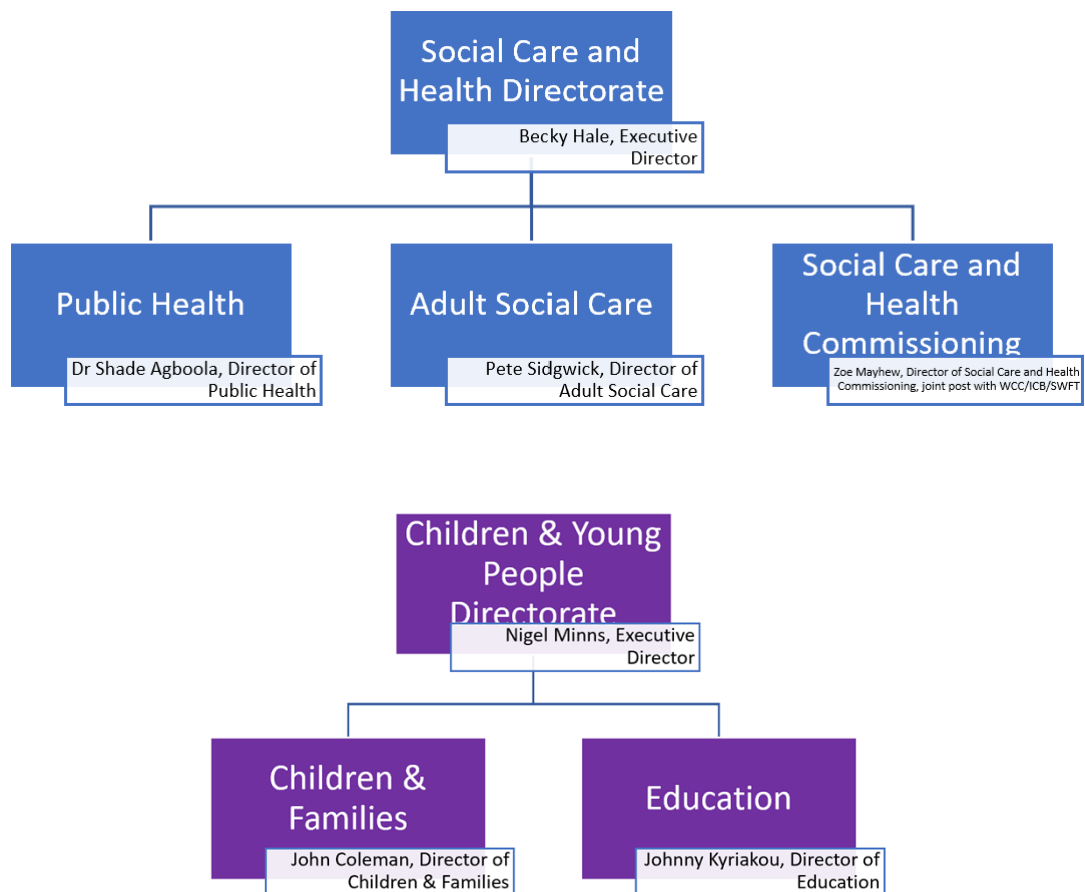 Social Care and
Health Directorate
Becky Hale, Executive
Director
Public Health
Dr Shade Agboola, Director of
Public Health
Adult Social Care
Pete Sidgwick, Director of
Adult Social Care
Social Care and
Health
Commissioning
Zoe Mayhew, Director of Social Care and Health
Commissioning, joint post with WCC/ICB/SWFT
Children & Young
People
Directorate
Nigel Minns, Executive
Director
Children &
Families
John Coleman, Director of
Children & Families
Education
Johnny Kyriakou, Director of
Education